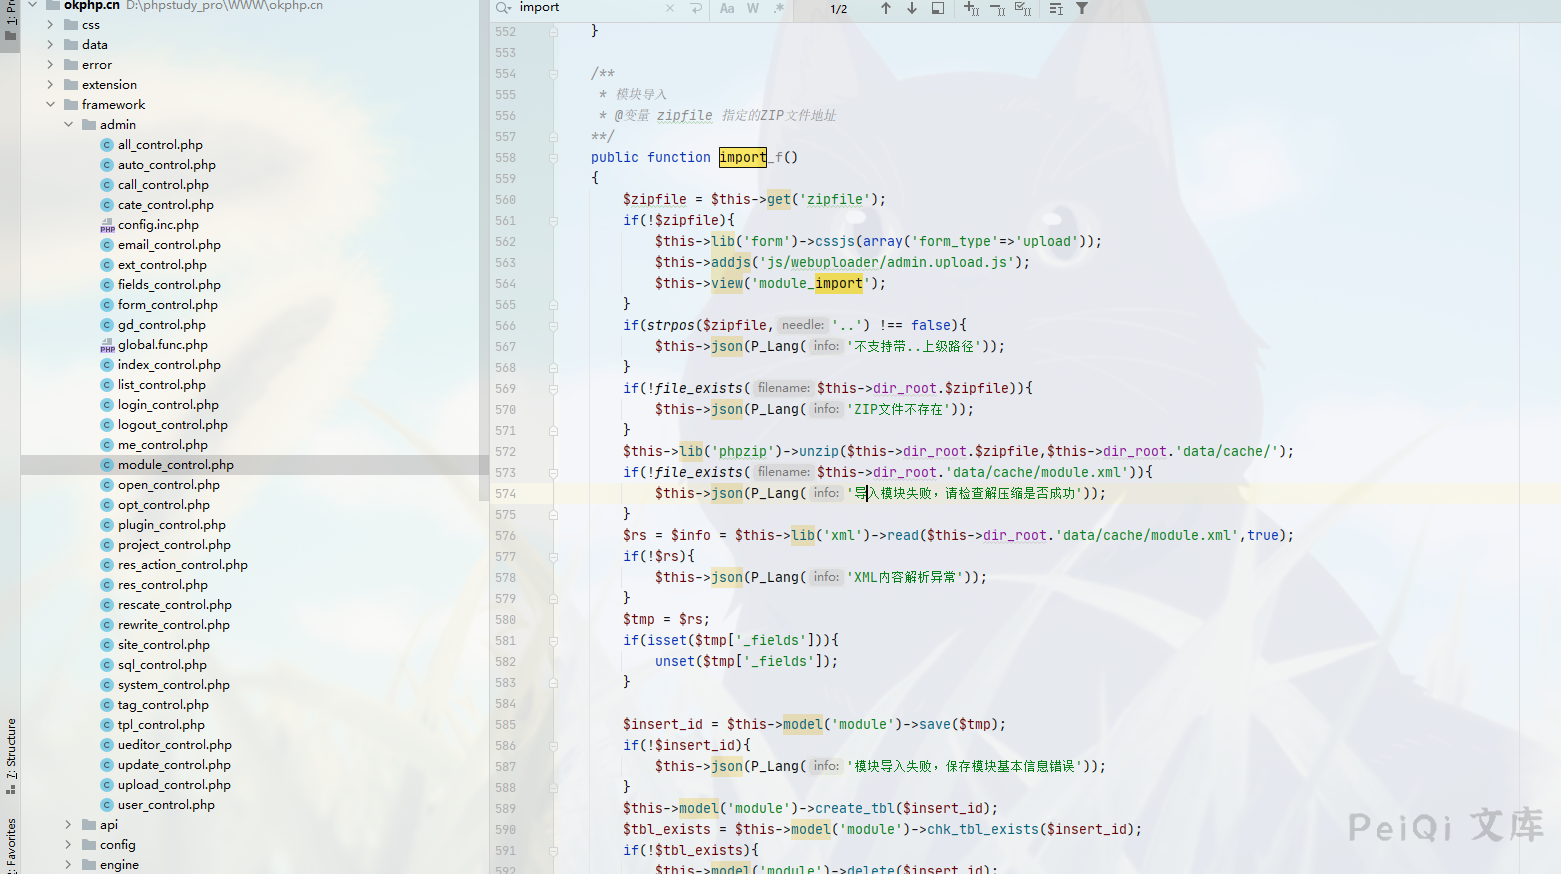 1: Pr
okphp.cn D:\phpstudy_pro\WWW\okphp.cn
css
data
error
extension
framework
admin
all_control.php
auto_control.php
call_control.php
cate_control.php
config.inc.php
email_control.php
ext_control.php
fields_control.php
form_control.php
gd_control.php
global.func.php
index_control.php
list_control.php
login_control.php
logout_control.php
me_control.php
module_control.php
open_control.php
opt_control.php
plugin_control.php
project_control.php
res_action_control.php
res_control.php
rescate_control.php
rewrite_control.php
site_control.php
sql_control.php
system_control.php
tag_control.php
tpl_control.php
ueditor_control.php
update_control.php
upload_control.php
user_control.php
api
config
engine
7: Structure
Favorites
import Aa W .* 1/2
552 }
553
554 /**
555 * 模块导入
556 * @变量 zipfile 指定的ZIP文件地址
557 **/
558 public function import_f()
559 {
560 $zipfile = $this->get('zipfile');
561 if(!$zipfile){
562 $this->lib('form')->cssjs(array('form_type'=>'upload'));
563 $this->addjs('js/webuploader/admin.upload.js');
564 $this->view('module_import');
565 }
566 if(strpos($zipfile, needle: '..') !== false){
567 $this->json(P_Lang( info: '不支持带..上级路径'));
568 }
569 if(!file_exists( filename: $this->dir_root.$zipfile)){
570 $this->json(P_Lang( info: 'ZIP文件不存在'));
571 }
572 $this->lib('phpzip')->unzip($this->dir_root.$zipfile,$this->dir_root.'data/cache/');
573 if(!file_exists( filename: $this->dir_root.'data/cache/module.xml')){
574 $this->json(P_Lang( info: '导入模块失败，请检查解压缩是否成功'));
575 }
576 $rs = $info = $this->lib('xml')->read($this->dir_root.'data/cache/module.xml',true);
577 if(!$rs){
578 $this->json(P_Lang( info: 'XML内容解析异常'));
579 }
580 $tmp = $rs;
581 if(isset($tmp['_fields'])){
582 unset($tmp['_fields']);
583 }
584
585 $insert_id = $this->model('module')->save($tmp);
586 if(!$insert_id){
587 $this->json(P_Lang( info: '模块导入失败，保存模块基本信息错误'));
588 }
589 $this->model('module')->create_tbl($insert_id);
590 $tbl_exists = $this->model('module')->chk_tbl_exists($insert_id);
591 if(!$tbl_exists){
592 $this->model('module')->delete($insert_id);
PeiQi 文库